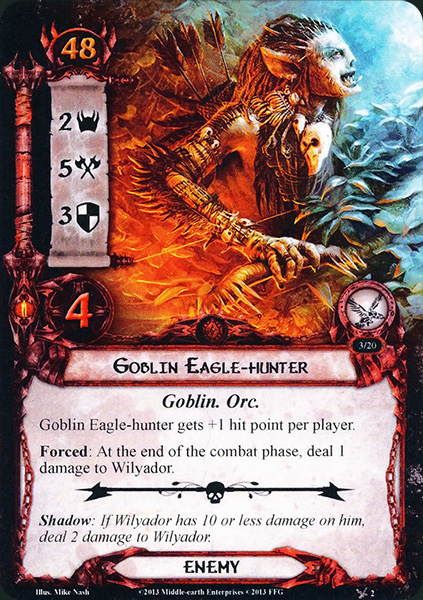 48
2
5
3
4
3/20
Goblin Eagle-hunter
Goblin. Orc.
Goblin Eagle-hunter gets +1 hit point per player.
Forced: At the end of the combat phase, deal 1
damage to Wilyador.
Shadow: If Wilyador has 10 or less damage on him,
deal 2 damage to Wilyador.
ENEMY
Illus. Mike Nash
©2013 Middle-earth Enterprises ©2013 FFG
2